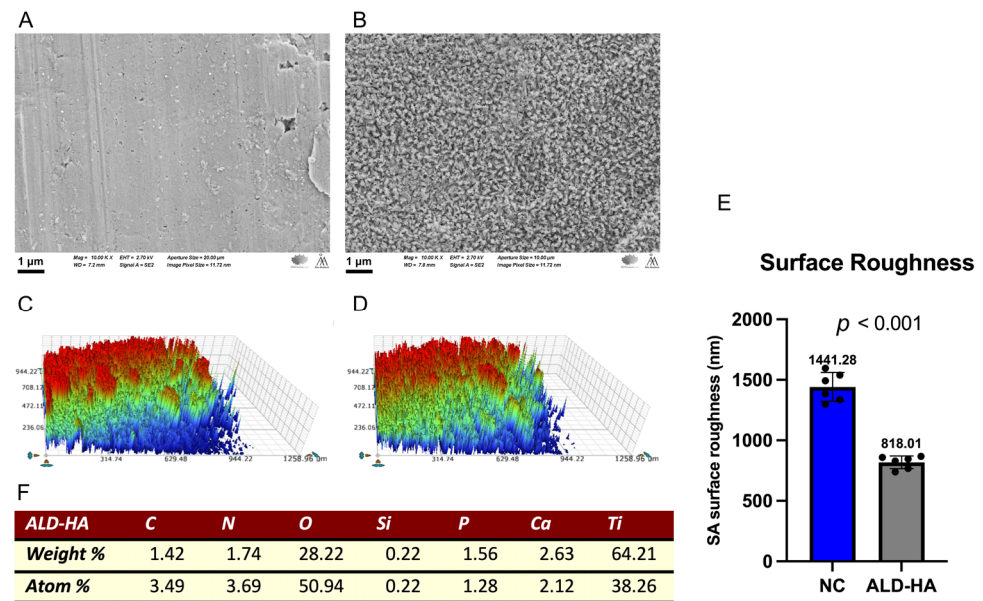 A
B
1 µm
Mag = 10.00 K X EHT = 2.70 kV Aperture Size = 20.00 µm
WD = 7.2 mm Signal A = SE2 Image Pixel Size = 11.72 nm
1 µm
Mag = 10.00 K X EHT = 2.70 kV Aperture Size = 10.00 µm
WD = 7.8 mm Signal A = SE2 Image Pixel Size = 11.72 nm
C
D
944.22
708.17
472.11
236.06
314.74 629.48 944.22 1258.96 um
944.22
708.17
472.11
236.06
314.74 629.48 944.22 1258.96 um
E
Surface Roughness
SA surface roughness (nm)
2000
1500
1000
500
0
p < 0.001
1441.28
818.01
NC ALD-HA
F
ALD-HA C N O Si P Ca Ti
Weight % 1.42 1.74 28.22 0.22 1.56 2.63 64.21
Atom % 3.49 3.69 50.94 0.22 1.28 2.12 38.26